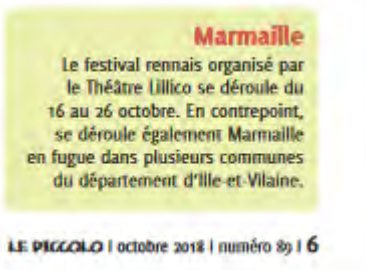 Marmaille
Le festival rennais organisé par
le Théâtre Lillico se déroule du
16 au 26 octobre. En contrepoint,
se déroule également Marmaille
en fugue dans plusieurs communes
du département d'Ille-et-Vilaine.
LE PICCOLO I octobre 2018 I numéro 89 I 6